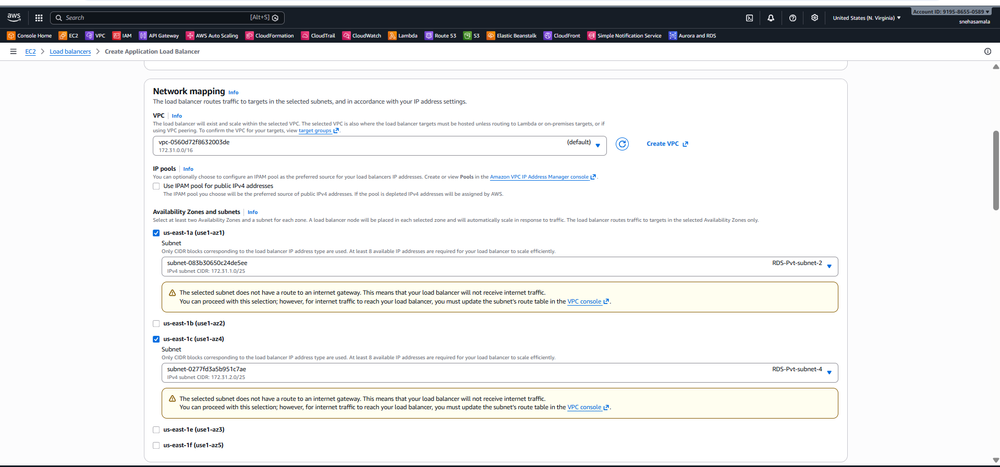 aws
Search
[Alt+S]
United States (N. Virginia)
Account ID: 9195-8655-0589
snehasamala
Console Home
EC2
VPC
IAM
API Gateway
AWS Auto Scaling
CloudFormation
CloudTrail
CloudWatch
Lambda
Route 53
S3
Elastic Beanstalk
CloudFront
Simple Notification Service
Aurora and RDS
EC2 > Load balancers > Create Application Load Balancer
Network mapping Info
The load balancer routes traffic to targets in the selected subnets, and in accordance with your IP address settings.
VPC | Info
The load balancer will exist and scale within the selected VPC. The selected VPC is also where the load balancer targets must be hosted unless routing to Lambda or on-premises targets, or if
using VPC peering. To confirm the VPC for your targets, view target groups.
vpc-0560d72f8632003de (default)
172.31.0.0/16
Create VPC
IP pools | Info
You can optionally choose to configure an IPAM pool as the preferred source for your load balancers IP addresses. Create or view Pools in the Amazon VPC IP Address Manager console.
Use IPAM pool for public IPv4 addresses
The IPAM pool you choose will be the preferred source of public IPv4 addresses. If the pool is depleted IPv4 addresses will be assigned by AWS.
Availability Zones and subnets | Info
Select at least two Availability Zones and a subnet for each zone. A load balancer node will be placed in each selected zone and will automatically scale in response to traffic. The load balancer routes traffic to targets in the selected Availability Zones only.
us-east-1a (use1-az1)
Subnet
Only CIDR blocks corresponding to the load balancer IP address type are used. At least 8 available IP addresses are required for your load balancer to scale efficiently.
subnet-083b30650c24de5ee RDS-Pvt-subnet-2
IPv4 subnet CIDR: 172.31.1.0/25
The selected subnet does not have a route to an internet gateway. This means that your load balancer will not receive internet traffic.
You can proceed with this selection; however, for internet traffic to reach your load balancer, you must update the subnet's route table in the VPC console.
us-east-1b (use1-az2)
us-east-1c (use1-az4)
Subnet
Only CIDR blocks corresponding to the load balancer IP address type are used. At least 8 available IP addresses are required for your load balancer to scale efficiently.
subnet-0277fd3a5b951c7ae RDS-Pvt-subnet-4
IPv4 subnet CIDR: 172.31.2.0/25
The selected subnet does not have a route to an internet gateway. This means that your load balancer will not receive internet traffic.
You can proceed with this selection; however, for internet traffic to reach your load balancer, you must update the subnet's route table in the VPC console.
us-east-1e (use1-az3)
us-east-1f (use1-az5)